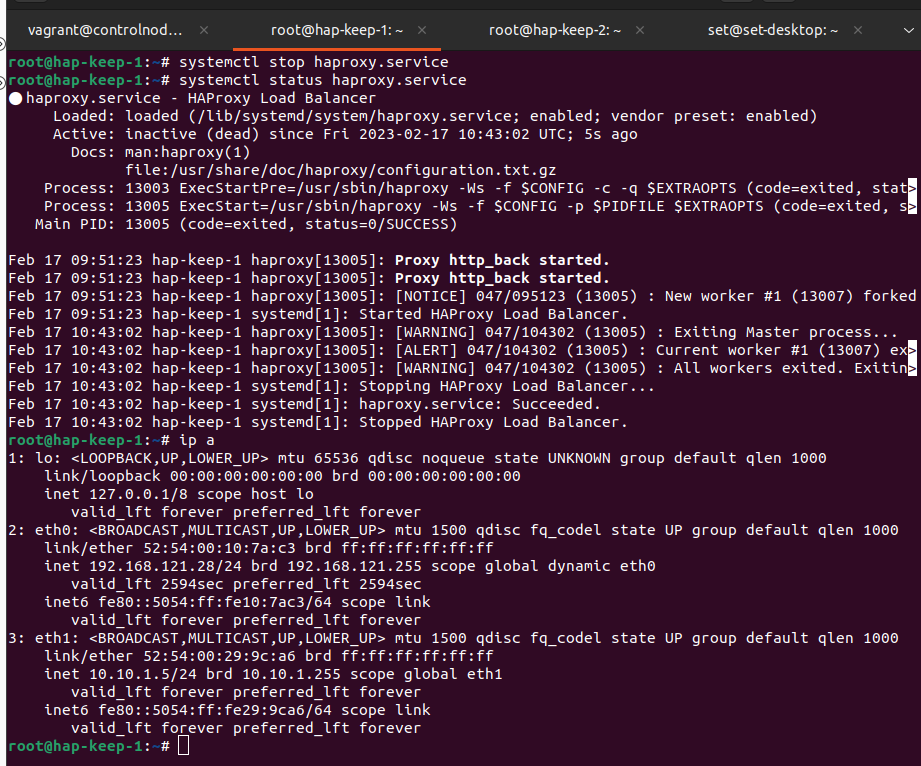 vagrant@controlnod... × root@hap-keep-1: ~ × root@hap-keep-2: ~ × set@set-desktop: ~ ×
root@hap-keep-1:~# systemctl stop haproxy.service
root@hap-keep-1:~# systemctl status haproxy.service
● haproxy.service - HAProxy Load Balancer
     Loaded: loaded (/lib/systemd/system/haproxy.service; enabled; vendor preset: enabled)
     Active: inactive (dead) since Fri 2023-02-17 10:43:02 UTC; 5s ago
       Docs: man:haproxy(1)
             file:/usr/share/doc/haproxy/configuration.txt.gz
    Process: 13003 ExecStartPre=/usr/sbin/haproxy -Ws -f $CONFIG -c -q $EXTRAOPTS (code=exited, stat>
    Process: 13005 ExecStart=/usr/sbin/haproxy -Ws -f $CONFIG -p $PIDFILE $EXTRAOPTS (code=exited, s>
   Main PID: 13005 (code=exited, status=0/SUCCESS)
Feb 17 09:51:23 hap-keep-1 haproxy[13005]: Proxy http_back started.
Feb 17 09:51:23 hap-keep-1 haproxy[13005]: Proxy http_back started.
Feb 17 09:51:23 hap-keep-1 haproxy[13005]: [NOTICE] 047/095123 (13005) : New worker #1 (13007) forked
Feb 17 09:51:23 hap-keep-1 systemd[1]: Started HAProxy Load Balancer.
Feb 17 10:43:02 hap-keep-1 haproxy[13005]: [WARNING] 047/104302 (13005) : Exiting Master process...
Feb 17 10:43:02 hap-keep-1 haproxy[13005]: [ALERT] 047/104302 (13005) : Current worker #1 (13007) ex>
Feb 17 10:43:02 hap-keep-1 haproxy[13005]: [WARNING] 047/104302 (13005) : All workers exited. Exitin>
Feb 17 10:43:02 hap-keep-1 systemd[1]: Stopping HAProxy Load Balancer...
Feb 17 10:43:02 hap-keep-1 systemd[1]: haproxy.service: Succeeded.
Feb 17 10:43:02 hap-keep-1 systemd[1]: Stopped HAProxy Load Balancer.
root@hap-keep-1:~# ip a
1: lo: <LOOPBACK,UP,LOWER_UP> mtu 65536 qdisc noqueue state UNKNOWN group default qlen 1000
    link/loopback 00:00:00:00:00:00 brd 00:00:00:00:00:00
    inet 127.0.0.1/8 scope host lo
       valid_lft forever preferred_lft forever
2: eth0: <BROADCAST,MULTICAST,UP,LOWER_UP> mtu 1500 qdisc fq_codel state UP group default qlen 1000
    link/ether 52:54:00:10:7a:c3 brd ff:ff:ff:ff:ff:ff
    inet 192.168.121.28/24 brd 192.168.121.255 scope global dynamic eth0
       valid_lft 2594sec preferred_lft 2594sec
    inet6 fe80::5054:ff:fe10:7ac3/64 scope link
       valid_lft forever preferred_lft forever
3: eth1: <BROADCAST,MULTICAST,UP,LOWER_UP> mtu 1500 qdisc fq_codel state UP group default qlen 1000
    link/ether 52:54:00:29:9c:a6 brd ff:ff:ff:ff:ff:ff
    inet 10.10.1.5/24 brd 10.10.1.255 scope global eth1
       valid_lft forever preferred_lft forever
    inet6 fe80::5054:ff:fe29:9ca6/64 scope link
       valid_lft forever preferred_lft forever
root@hap-keep-1:~#